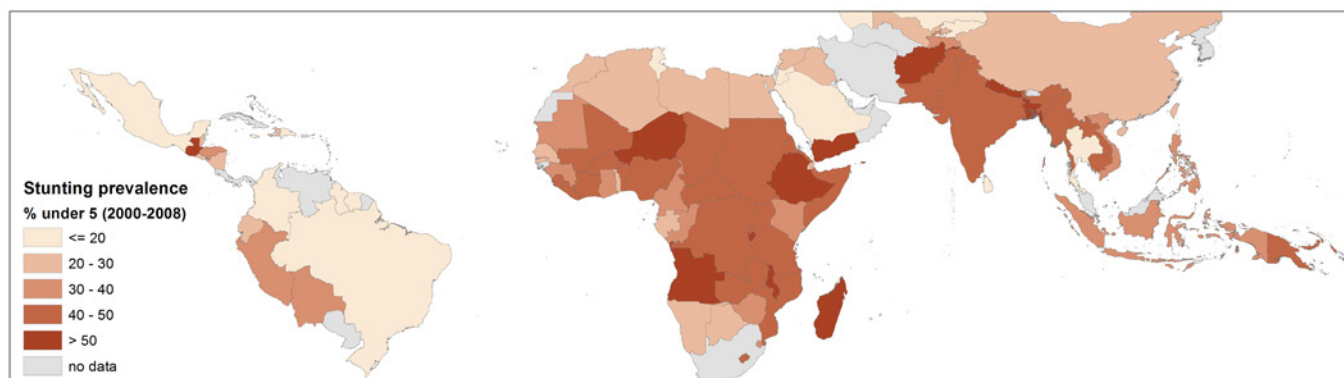 Stunting prevalence
% under 5 (2000-2008)
<= 20
20 - 30
30 - 40
40 - 50
> 50
no data